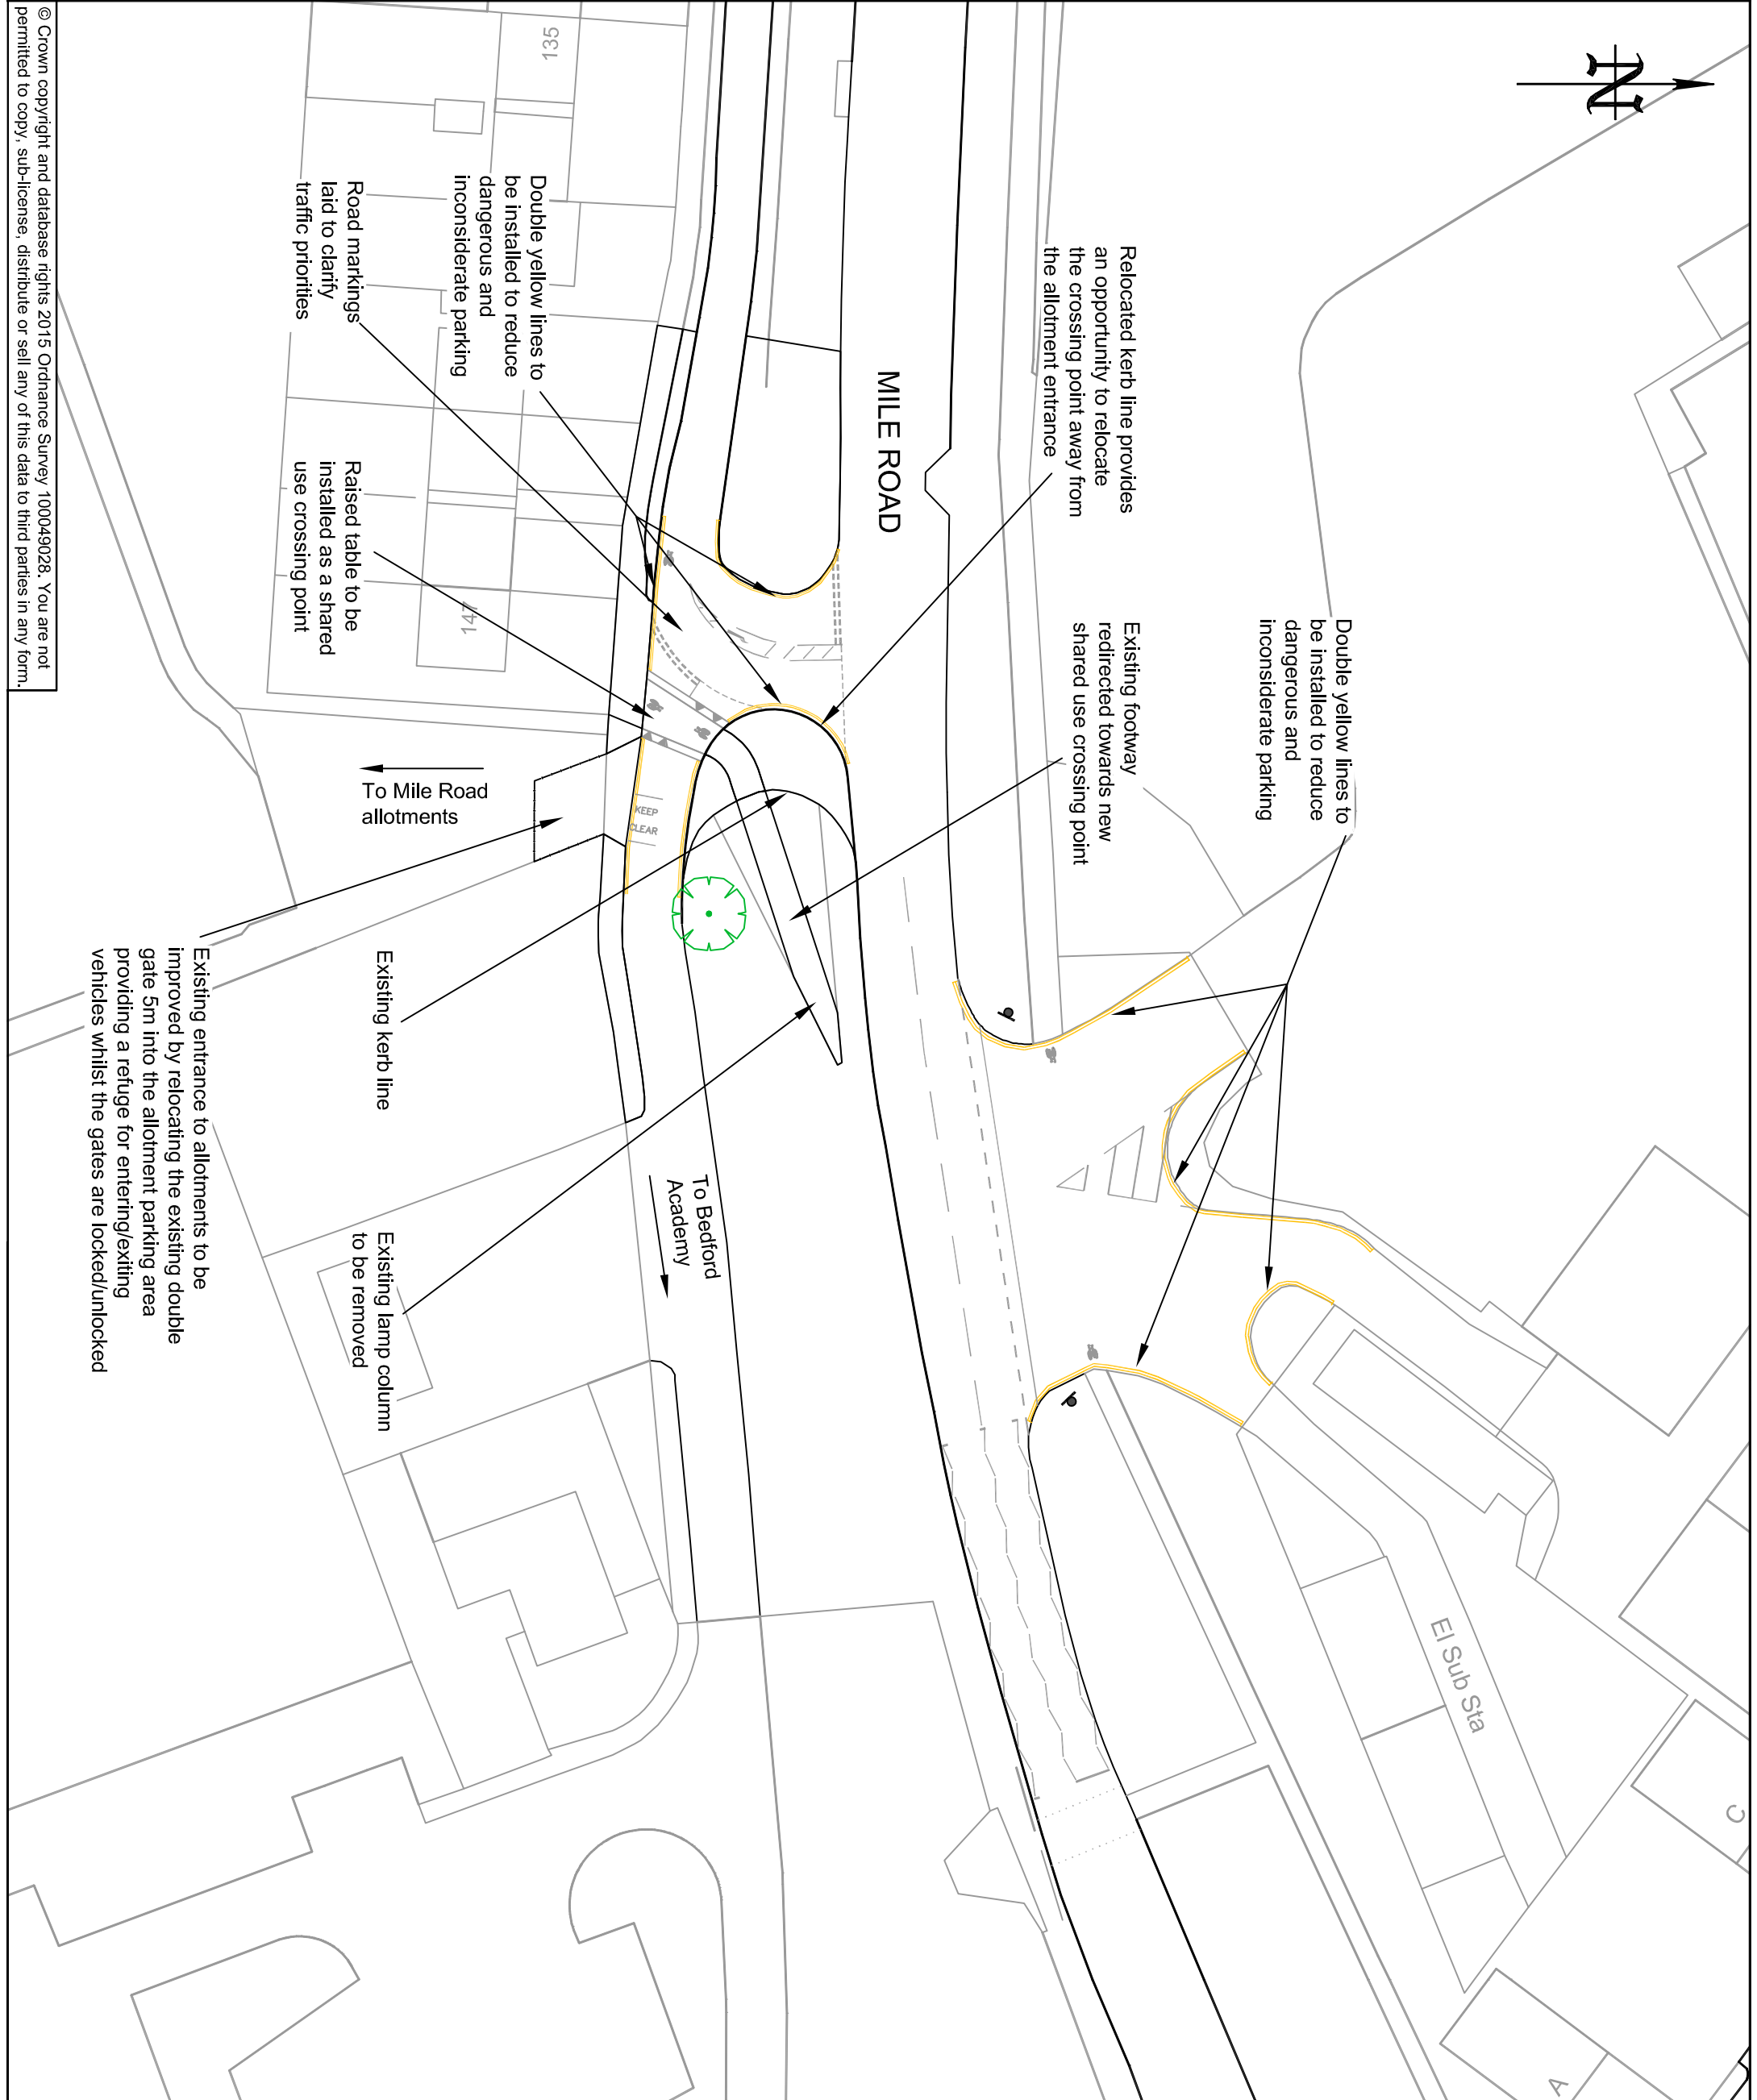 N
Double yellow lines to
be installed to reduce
dangerous and
inconsiderate parking
Relocated kerb line provides
an opportunity to relocate
the crossing point away from
the allotment entrance
Existing footway
redirected towards new
shared use crossing point
MILE ROAD
Double yellow lines to
be installed to reduce
dangerous and
inconsiderate parking
Road markings
laid to clarify
traffic priorities
Raised table to be
installed as a shared
use crossing point
135
147
KEEP
CLEAR
To Mile Road
allotments
To Bedford
Academy
Existing kerb line
Existing lamp column
to be removed
Existing entrance to allotments to be
improved by relocating the existing double
gate 5m into the allotment parking area
providing a refuge for entering/exiting
vehicles whilst the gates are locked/unlocked
El Sub Sta
C
A
© Crown copyright and database rights 2015 Ordnance Survey 100049028. You are not
permitted to copy, sub-license, distribute or sell any of this data to third parties in any form.